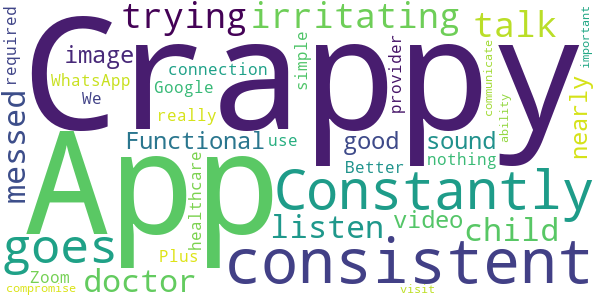 trying
irritating
talk
required
image
WhatsApp
We
connection
Google
simple
provider
communicate
important
Crappy
messed
really
ability
nearly
Functional
use
good
sound
Better
nothing
App
healthcare
Constantly
goes
listen
video
child
Plus
consistent
Zoom
doctor
compromise
visit